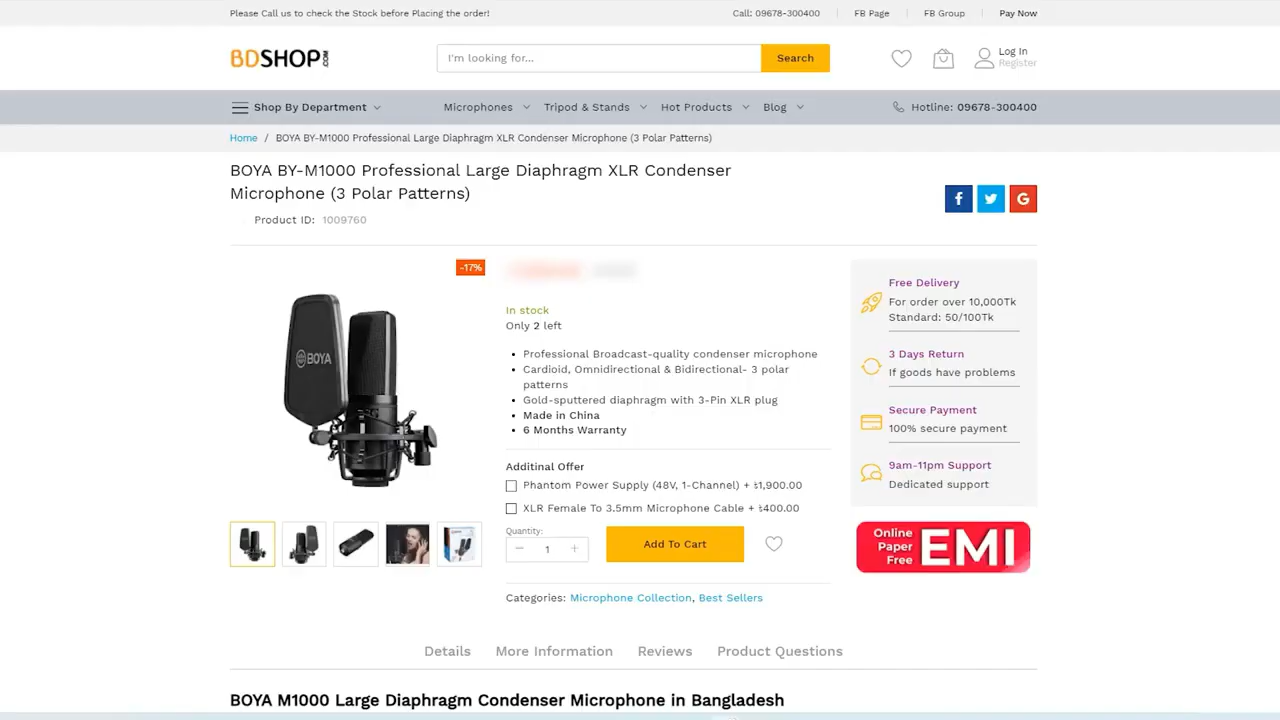 Please Call us to check the Stock before Placing the order!
Call: 09678-300400
FB Page
FB Group
Pay Now
BDSHOP.COM
I'm looking for...
Search
Log In
Register
Shop By Department
Microphones
Tripod & Stands
Hot Products
Blog
Hotline: 09678-300400
Home / BOYA BY-M1000 Professional Large Diaphragm XLR Condenser Microphone (3 Polar Patterns)
BOYA BY-M1000 Professional Large Diaphragm XLR Condenser
Microphone (3 Polar Patterns)
Product ID: 1009760
f
G
-17%
BOYA
In stock
Only 2 left
Professional Broadcast-quality condenser microphone
Cardioid, Omnidirectional & Bidirectional- 3 polar
patterns
Gold-sputtered diaphragm with 3-Pin XLR plug
Made in China
6 Months Warranty
Additinal Offer
Phantom Power Supply (48V, 1-Channel) + ৳1,900.00
XLR Female To 3.5mm Microphone Cable + ৳400.00
Quantity:
1
Add To Cart
Categories: Microphone Collection, Best Sellers
Free Delivery
For order over 10,000Tk
Standard: 50/100Tk
3 Days Return
If goods have problems
Secure Payment
100% secure payment
9am-11pm Support
Dedicated support
Online
Paper
Free
EMI
Details
More Information
Reviews
Product Questions
BOYA M1000 Large Diaphragm Condenser Microphone in Bangladesh